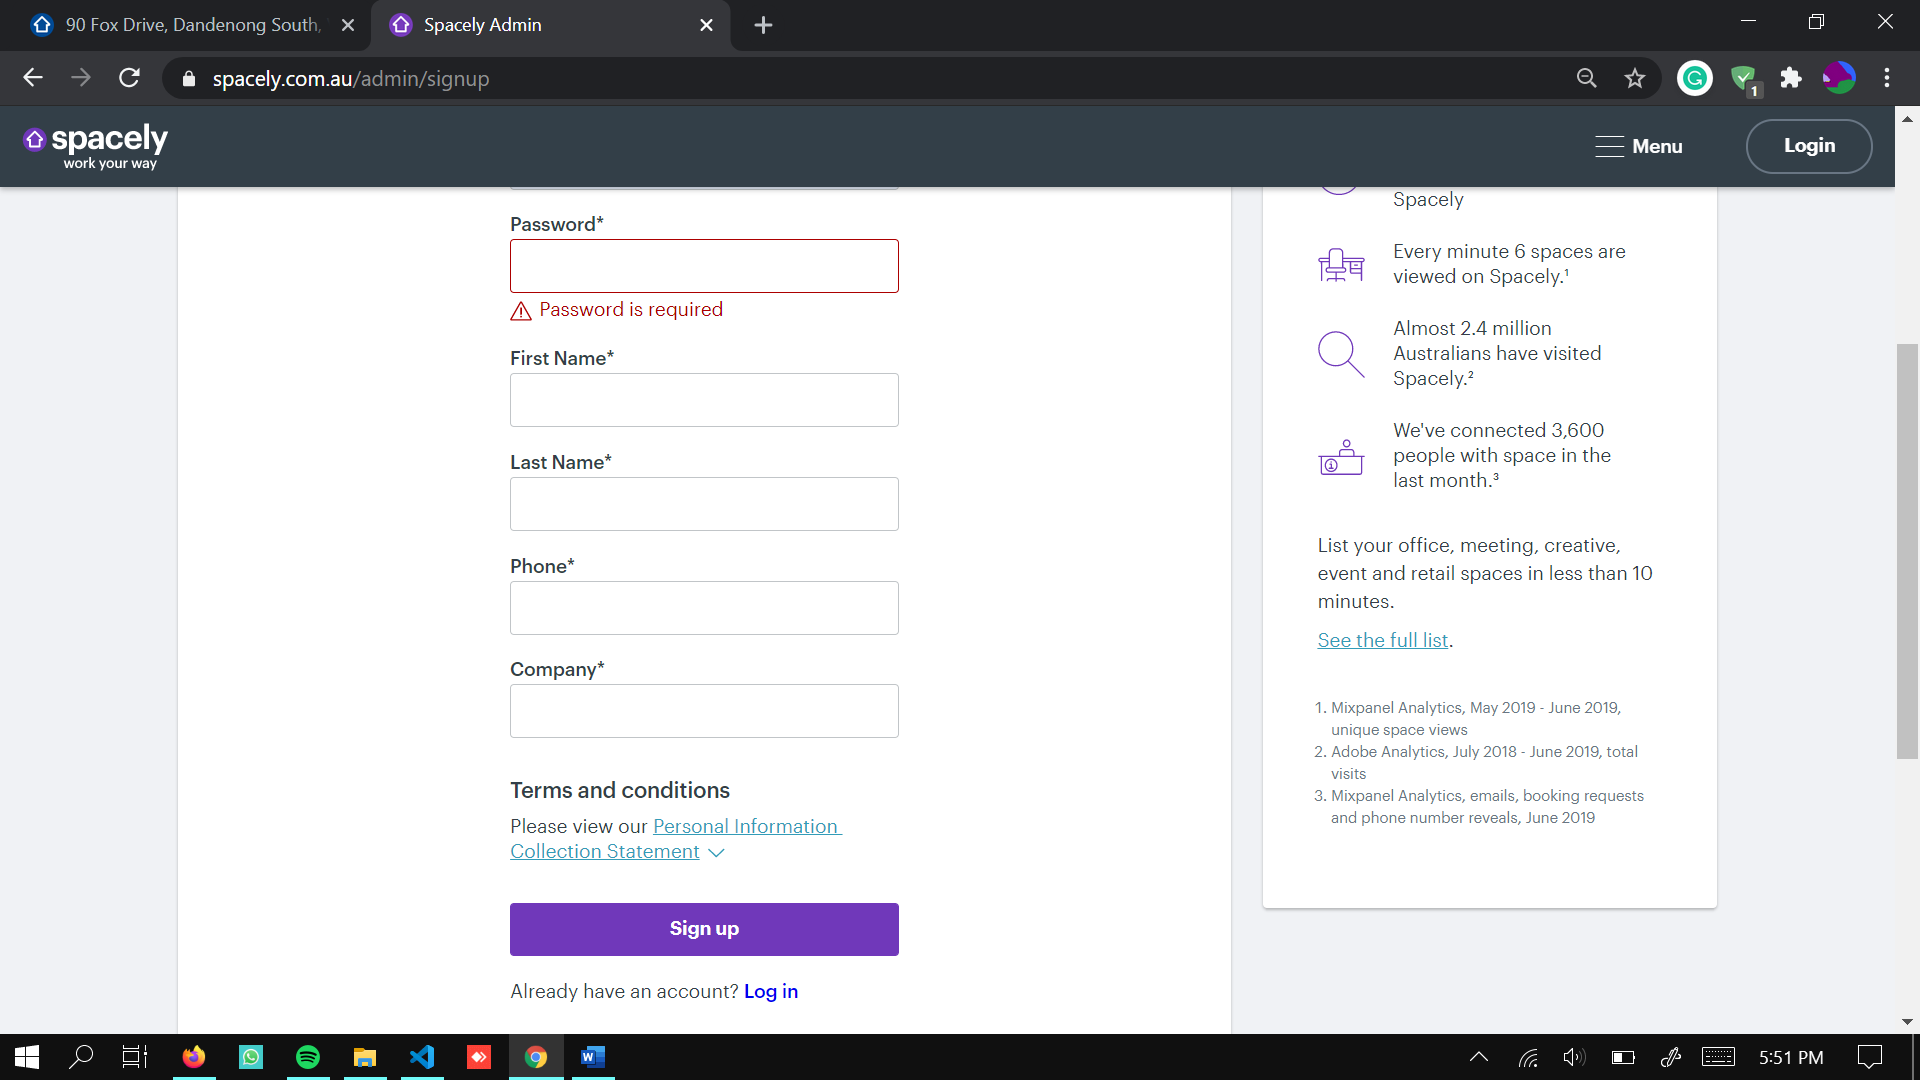 90 Fox Drive, Dandenong South,
Spacely Admin
spacely.com.au/admin/signup
1
spacely
work your way
Menu
Login
Password*
Password is required
First Name*
Last Name*
Phone*
Company*
Terms and conditions
Please view our Personal Information
Collection Statement
Sign up
Already have an account? Log in
Spacely
Every minute 6 spaces are
viewed on Spacely.¹
Almost 2.4 million
Australians have visited
Spacely.²
We've connected 3,600
people with space in the
last month.³
List your office, meeting, creative,
event and retail spaces in less than 10
minutes.
See the full list.
1. Mixpanel Analytics, May 2019 - June 2019,
unique space views
2. Adobe Analytics, July 2018 - June 2019, total
visits
3. Mixpanel Analytics, emails, booking requests
and phone number reveals, June 2019
5:51 PM